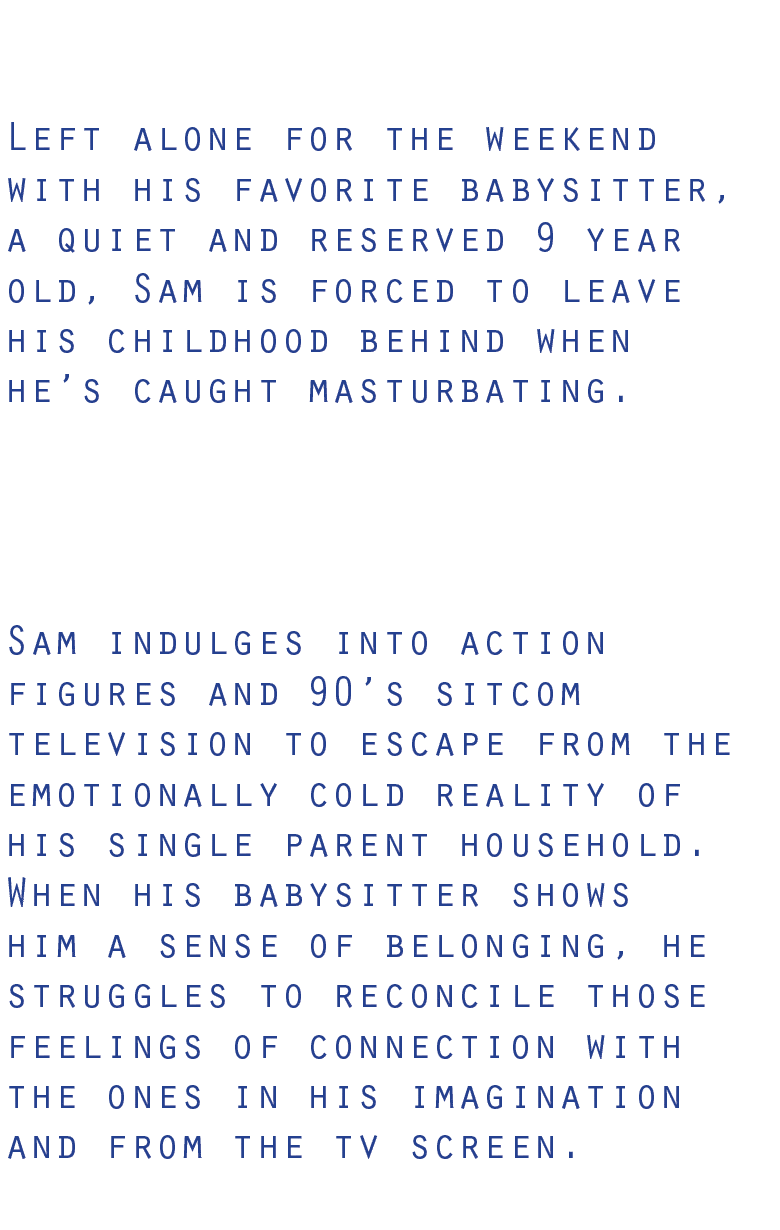 Left alone for the weekend
with his favorite babysitter,
a quiet and reserved 9 year
old, Sam is forced to leave
his childhood behind when
he’s caught masturbating.
Sam indulges into action
figures and 90’s sitcom
television to escape from the
emotionally cold reality of
his single parent household.
When his babysitter shows
him a sense of belonging, he
struggles to reconcile those
feelings of connection with
the ones in his imagination
and from the tv screen.